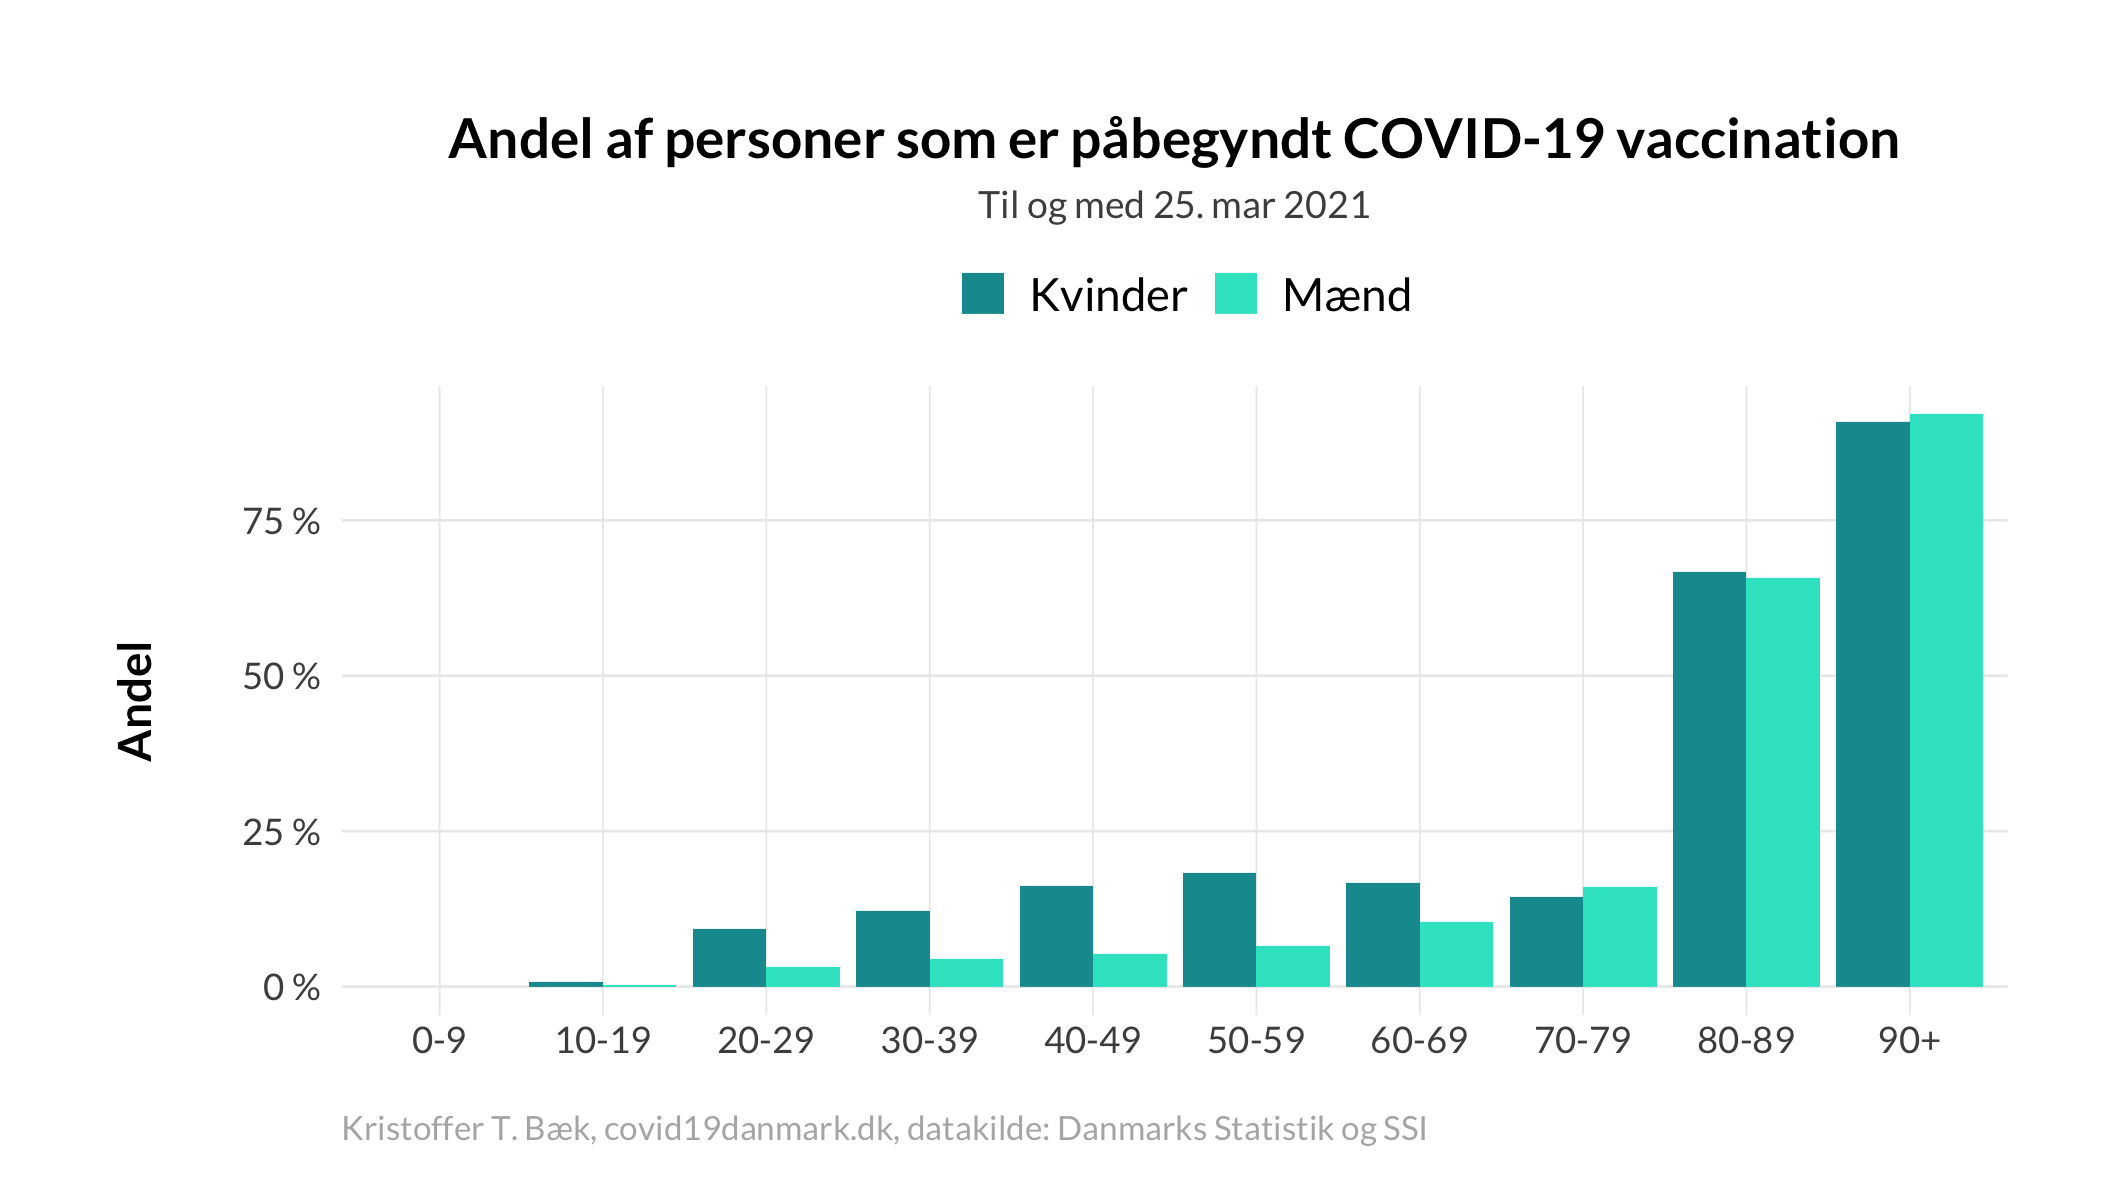 Andel af personer som er påbegyndt COVID-19 vaccination
Til og med 25. mar 2021
Kvinder Mænd
Andel
75 %
50 %
25 %
0 %
0-9 10-19 20-29 30-39 40-49 50-59 60-69 70-79 80-89 90+
Kristoffer T. Bæk, covid19danmark.dk, datakilde: Danmarks Statistik og SSI